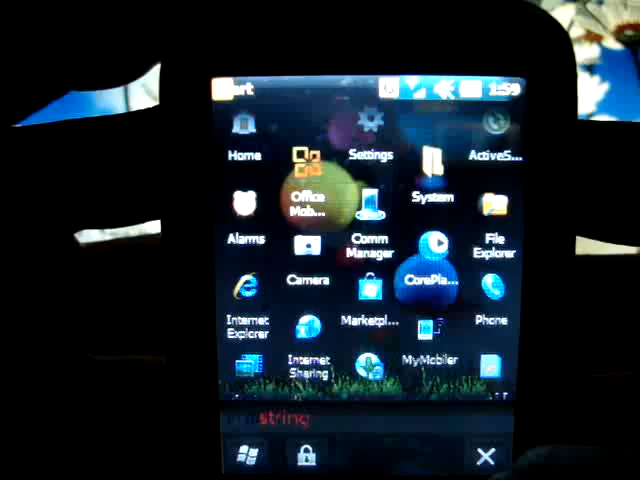 1:59
Home
Settings
ActiveS...
Office
Mob...
System
Alarms
Comm
Manager
File
Explorer
Camera
CorePla...
Internet
Explorer
Marketpl...
Phone
Internet
Sharing
MyMobiler
string